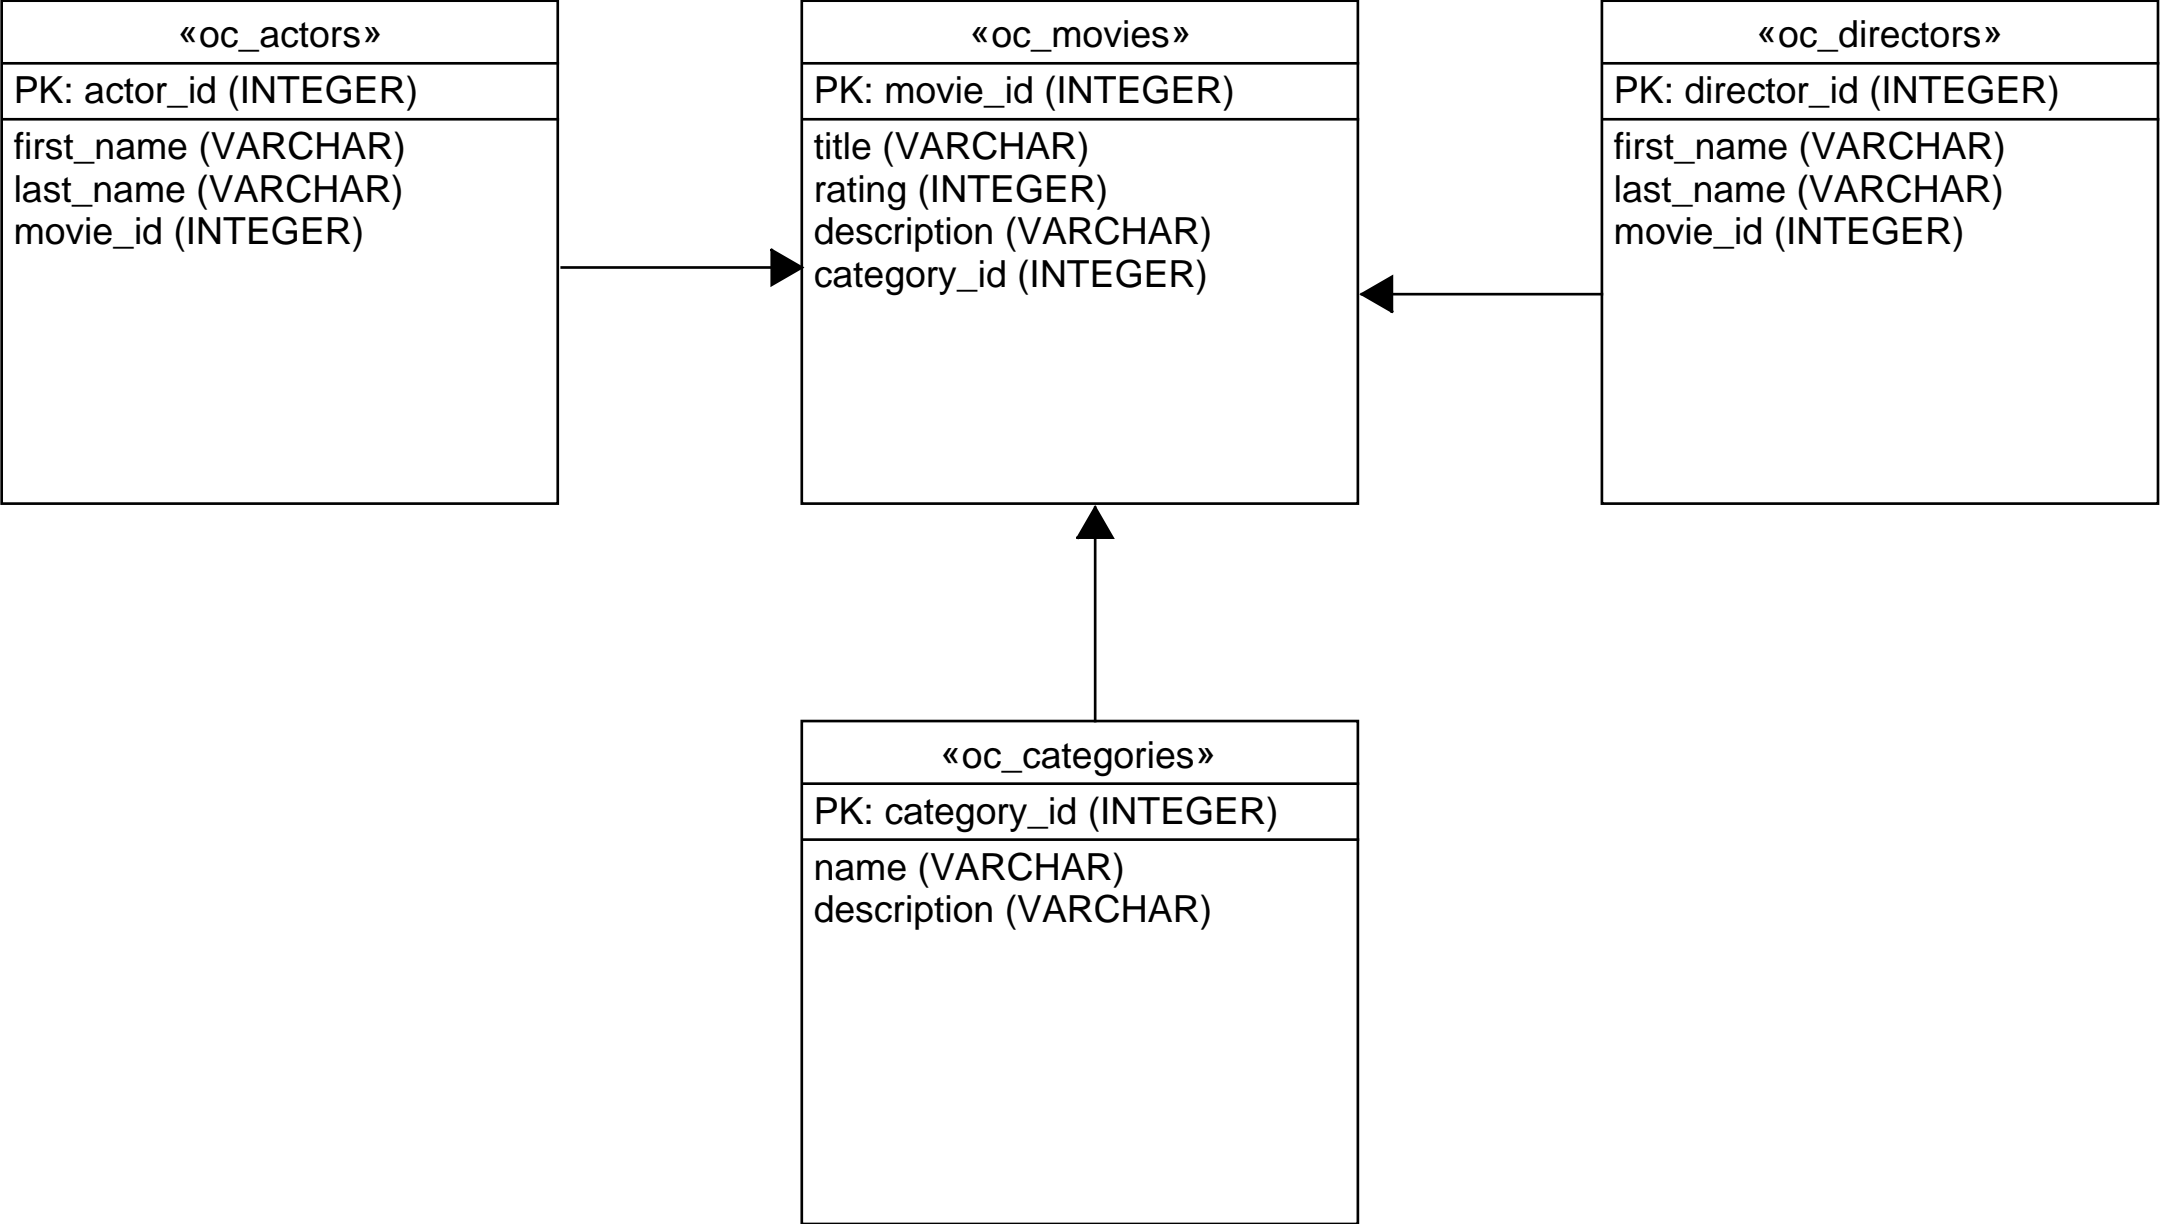 «oc_actors»
PK: actor_id (INTEGER)
first_name (VARCHAR)
last_name (VARCHAR)
movie_id (INTEGER)
«oc_movies»
PK: movie_id (INTEGER)
title (VARCHAR)
rating (INTEGER)
description (VARCHAR)
category_id (INTEGER)
«oc_directors»
PK: director_id (INTEGER)
first_name (VARCHAR)
last_name (VARCHAR)
movie_id (INTEGER)
«oc_categories»
PK: category_id (INTEGER)
name (VARCHAR)
description (VARCHAR)